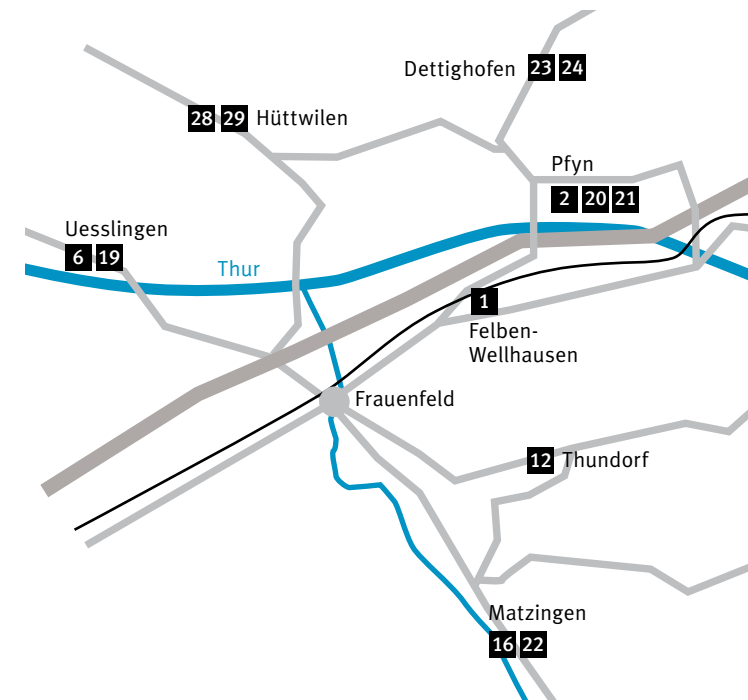 Dettighofen 23 24
28 29 Hüttwilen
Pfyn
2 20 21
Uesslingen
6 19
Thur
1
Felben-
Wellhausen
Frauenfeld
12 Thundorf
Matzingen
16 22